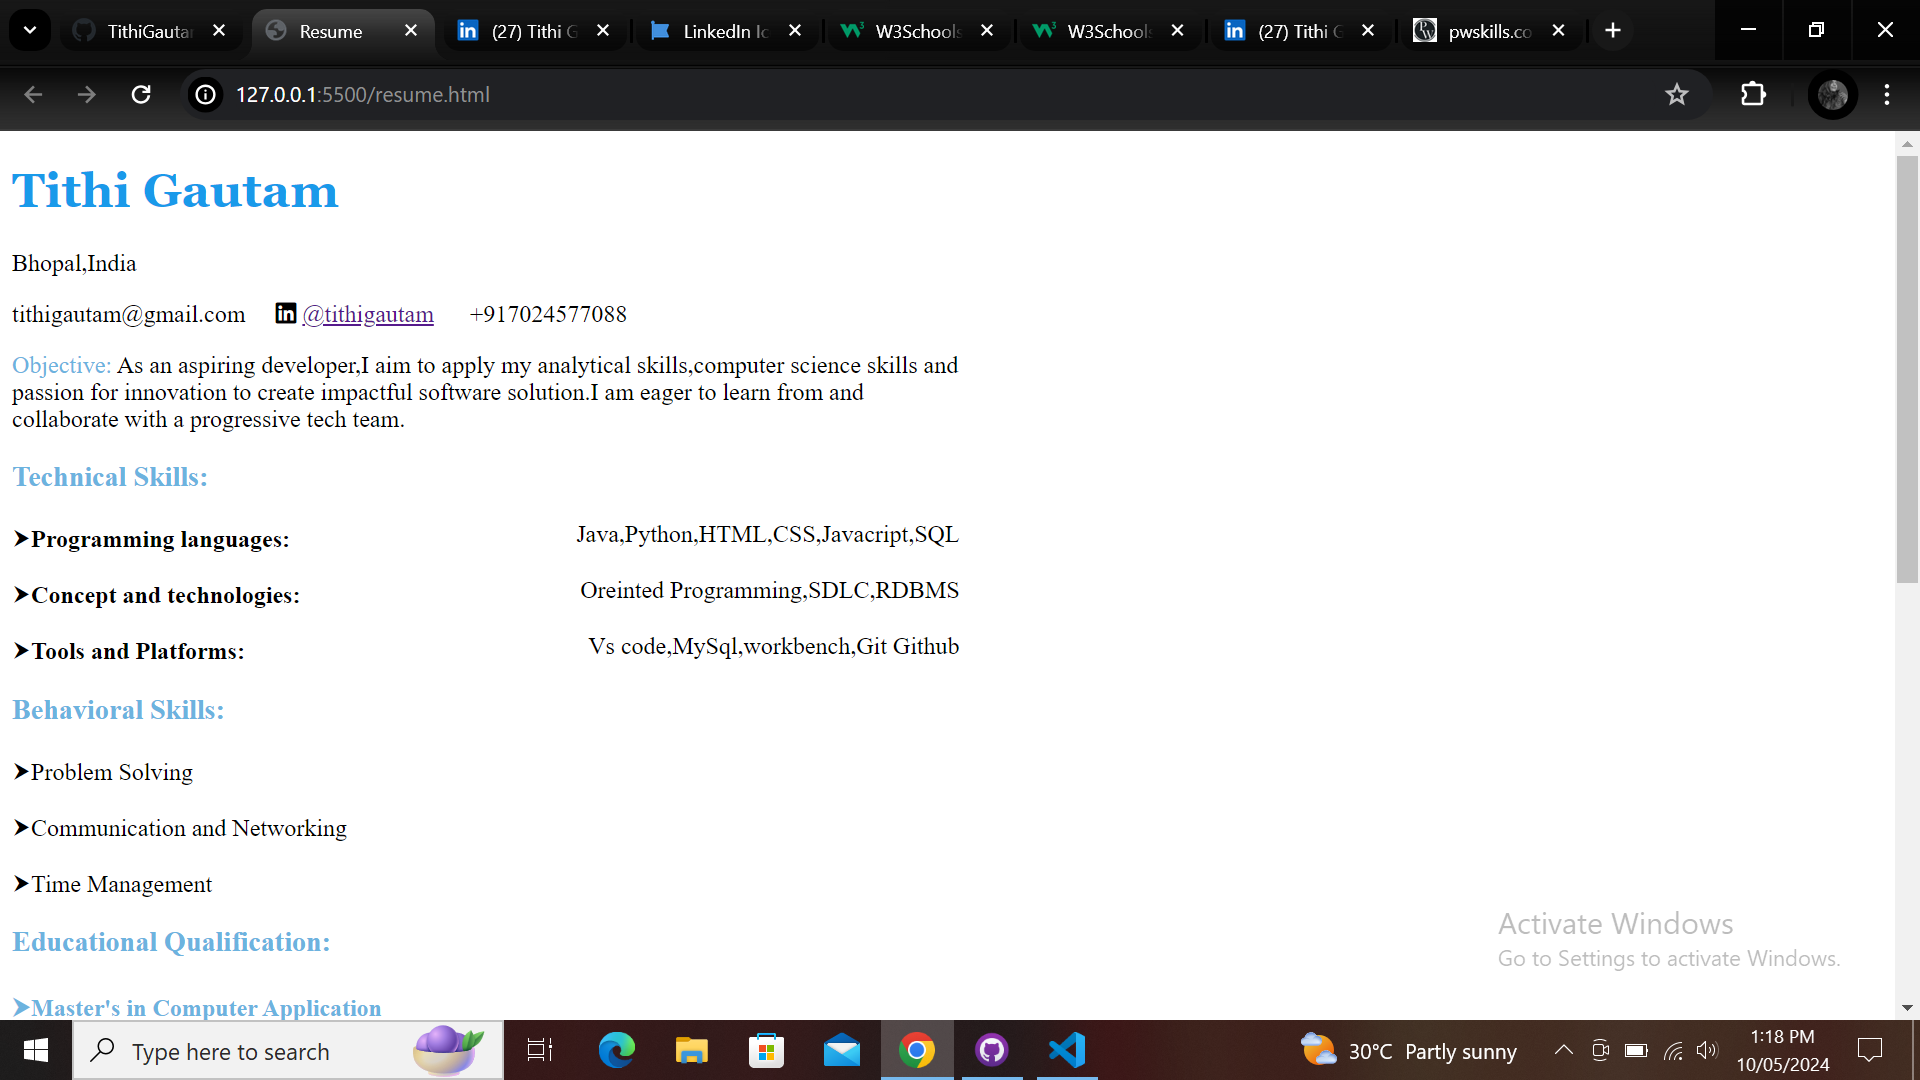 TithiGautar
Resume
(27) Tithi G
LinkedIn Ic
W3Schools
W3Schools
(27) Tithi G
pwskills.co
127.0.0.1:5500/resume.html
Tithi Gautam
Bhopal,India
tithigautam@gmail.com @tithigautam +917024577088
Objective: As an aspiring developer,I aim to apply my analytical skills,computer science skills and
passion for innovation to create impactful software solution.I am eager to learn from and
collaborate with a progressive tech team.
Technical Skills:
➤Programming languages: Java,Python,HTML,CSS,Javacript,SQL
➤Concept and technologies: Oreinted Programming,SDLC,RDBMS
➤Tools and Platforms: Vs code,MySql,workbench,Git Github
Behavioral Skills:
➤Problem Solving
➤Communication and Networking
➤Time Management
Educational Qualification:
➤Master's in Computer Application
Activate Windows
Go to Settings to activate Windows.
Type here to search
30°C Partly sunny
1:18 PM
10/05/2024